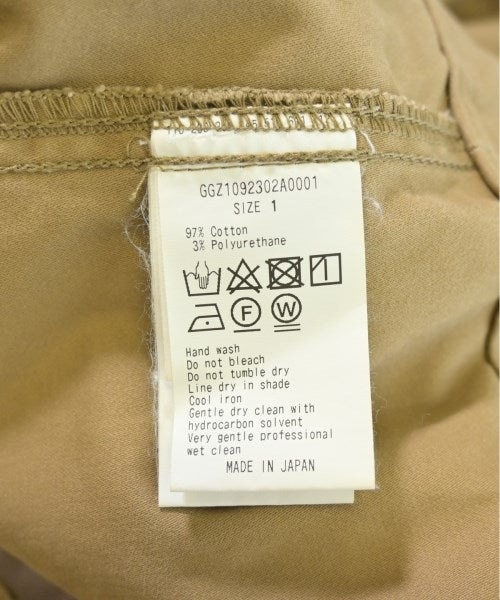 GGZ1092302A0001
SIZE 1
97% Cotton
3% Polyurethane
F W
Hand wash
Do not bleach
Do not tumble dry
Line dry in shade
Cool iron
Gentle dry clean with
hydrocarbon solvent
Very gentle professional
wet clean
MADE IN JAPAN